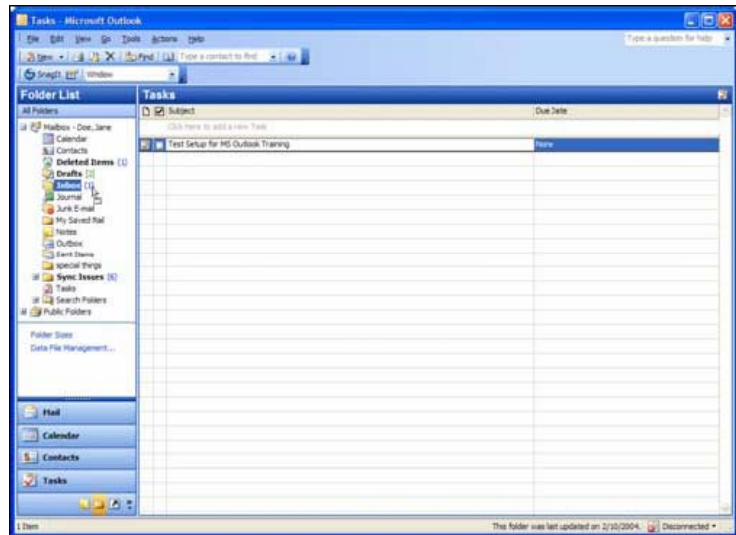 Tasks - Microsoft Outlook
File Edit View Go Tools Actions Help
Type a question for help
New Find Type a contact to find
SnagIt Window
Folder List
Tasks
All Folders
Subject
Due Date
Click here to add a new Task
Mailbox - Doe, Jane
Test Setup for MS Outlook Training
None
Calendar
Contacts
Deleted Items (1)
Drafts [2]
Inbox (1)
Journal
Junk E-mail
My Saved Mail
Notes
Outbox
Sent Items
special things
Sync Issues [6]
Tasks
Search Folders
Public Folders
Folder Sizes
Data File Management...
Mail
Calendar
Contacts
Tasks
1 Item
This folder was last updated on 2/10/2004.
Disconnected